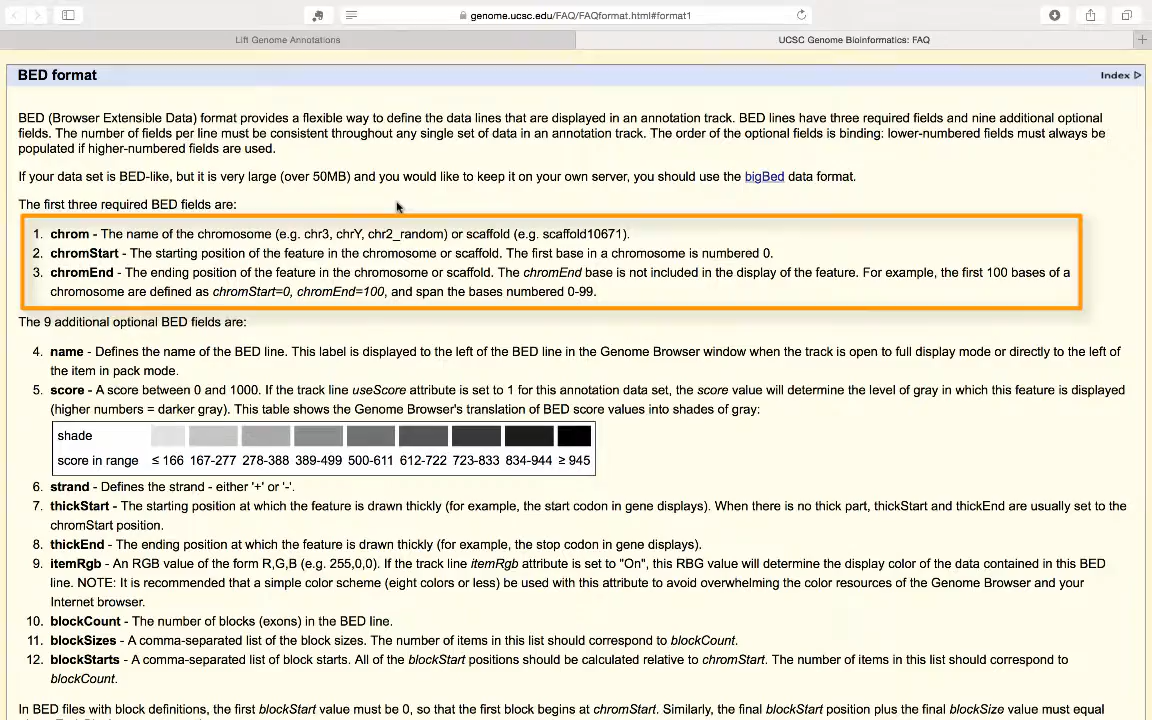 genome.ucsc.edu/FAQ/FAQformat.html#format1
Lift Genome Annotations
UCSC Genome Bioinformatics: FAQ
BED format
Index
BED (Browser Extensible Data) format provides a flexible way to define the data lines that are displayed in an annotation track. BED lines have three required fields and nine additional optional
fields. The number of fields per line must be consistent throughout any single set of data in an annotation track. The order of the optional fields is binding: lower-numbered fields must always be
populated if higher-numbered fields are used.
If your data set is BED-like, but it is very large (over 50MB) and you would like to keep it on your own server, you should use the bigBed data format.
The first three required BED fields are:
1. chrom - The name of the chromosome (e.g. chr3, chrY, chr2_random) or scaffold (e.g. scaffold10671).
2. chromStart - The starting position of the feature in the chromosome or scaffold. The first base in a chromosome is numbered 0.
3. chromEnd - The ending position of the feature in the chromosome or scaffold. The chromEnd base is not included in the display of the feature. For example, the first 100 bases of a
chromosome are defined as chromStart=0, chromEnd=100, and span the bases numbered 0-99.
The 9 additional optional BED fields are:
4. name - Defines the name of the BED line. This label is displayed to the left of the BED line in the Genome Browser window when the track is open to full display mode or directly to the left of
the item in pack mode.
5. score - A score between 0 and 1000. If the track line useScore attribute is set to 1 for this annotation data set, the score value will determine the level of gray in which this feature is displayed
(higher numbers = darker gray). This table shows the Genome Browser's translation of BED score values into shades of gray:
shade
score in range ≤ 166 167-277 278-388 389-499 500-611 612-722 723-833 834-944 ≥ 945
6. strand - Defines the strand - either '+' or '-'.
7. thickStart - The starting position at which the feature is drawn thickly (for example, the start codon in gene displays). When there is no thick part, thickStart and thickEnd are usually set to the
chromStart position.
8. thickEnd - The ending position at which the feature is drawn thickly (for example, the stop codon in gene displays).
9. itemRgb - An RGB value of the form R,G,B (e.g. 255,0,0). If the track line itemRgb attribute is set to "On", this RBG value will determine the display color of the data contained in this BED
line. NOTE: It is recommended that a simple color scheme (eight colors or less) be used with this attribute to avoid overwhelming the color resources of the Genome Browser and your
Internet browser.
10. blockCount - The number of blocks (exons) in the BED line.
11. blockSizes - A comma-separated list of the block sizes. The number of items in this list should correspond to blockCount.
12. blockStarts - A comma-separated list of block starts. All of the blockStart positions should be calculated relative to chromStart. The number of items in this list should correspond to
blockCount.
In BED files with block definitions, the first blockStart value must be 0, so that the first block begins at chromStart. Similarly, the final blockStart position plus the final blockSize value must equal